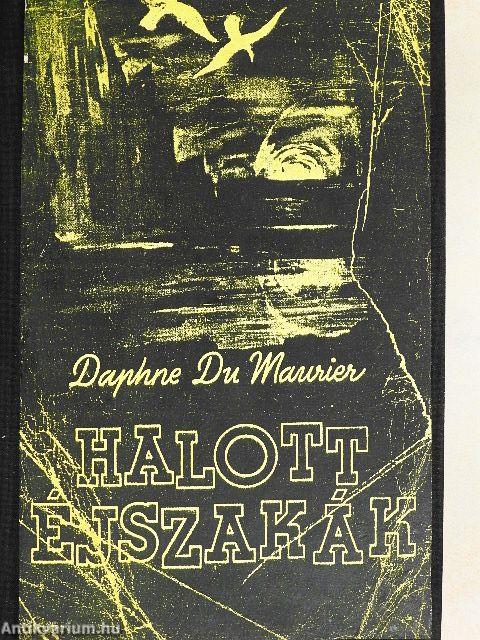 Daphne Du Maurier
HALOTT
ÉJSZAKÁK
Antikvarium.hu